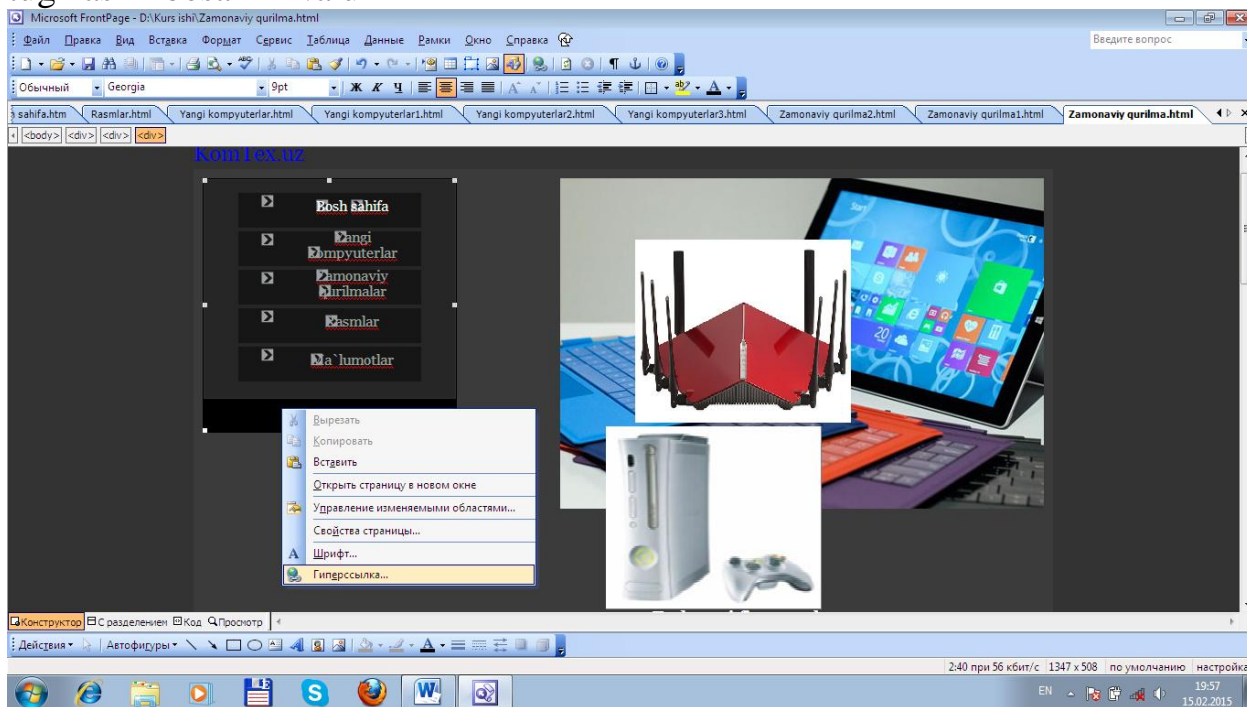 Microsoft FrontPage - D:\Kurs ishi\Zamonaviy qurilma.html
Файл Правка Вид Вставка Формат Сервис Таблица Данные Рамки Окно Справка
Введите вопрос
Обычный Georgia 9pt Ж К Ч
sahifa.htm Rasmlar.html Yangi kompyuterlar.html Yangi kompyuterlar1.html Yangi kompyuterlar2.html Yangi kompyuterlar3.html Zamonaviy qurilma2.html Zamonaviy qurilma1.html Zamonaviy qurilma.html
<body> <div> <div> <div>
KomTex.uz
Bosh sahifa
Yangi
kompyuterlar
Zamonaviy
qurilmalar
Rasmlar
Ma`lumotlar
Start
20
Вырезать
Копировать
Вставить
Открыть страницу в новом окне
Управление изменяемыми областями...
Свойства страницы...
Шрифт...
Гиперссылка...
Конструктор С разделением Код Просмотр
Действия Автофигуры
2:40 при 56 кбит/с 1347 x 508 по умолчанию настройка
EN 19:57
15.02.2015